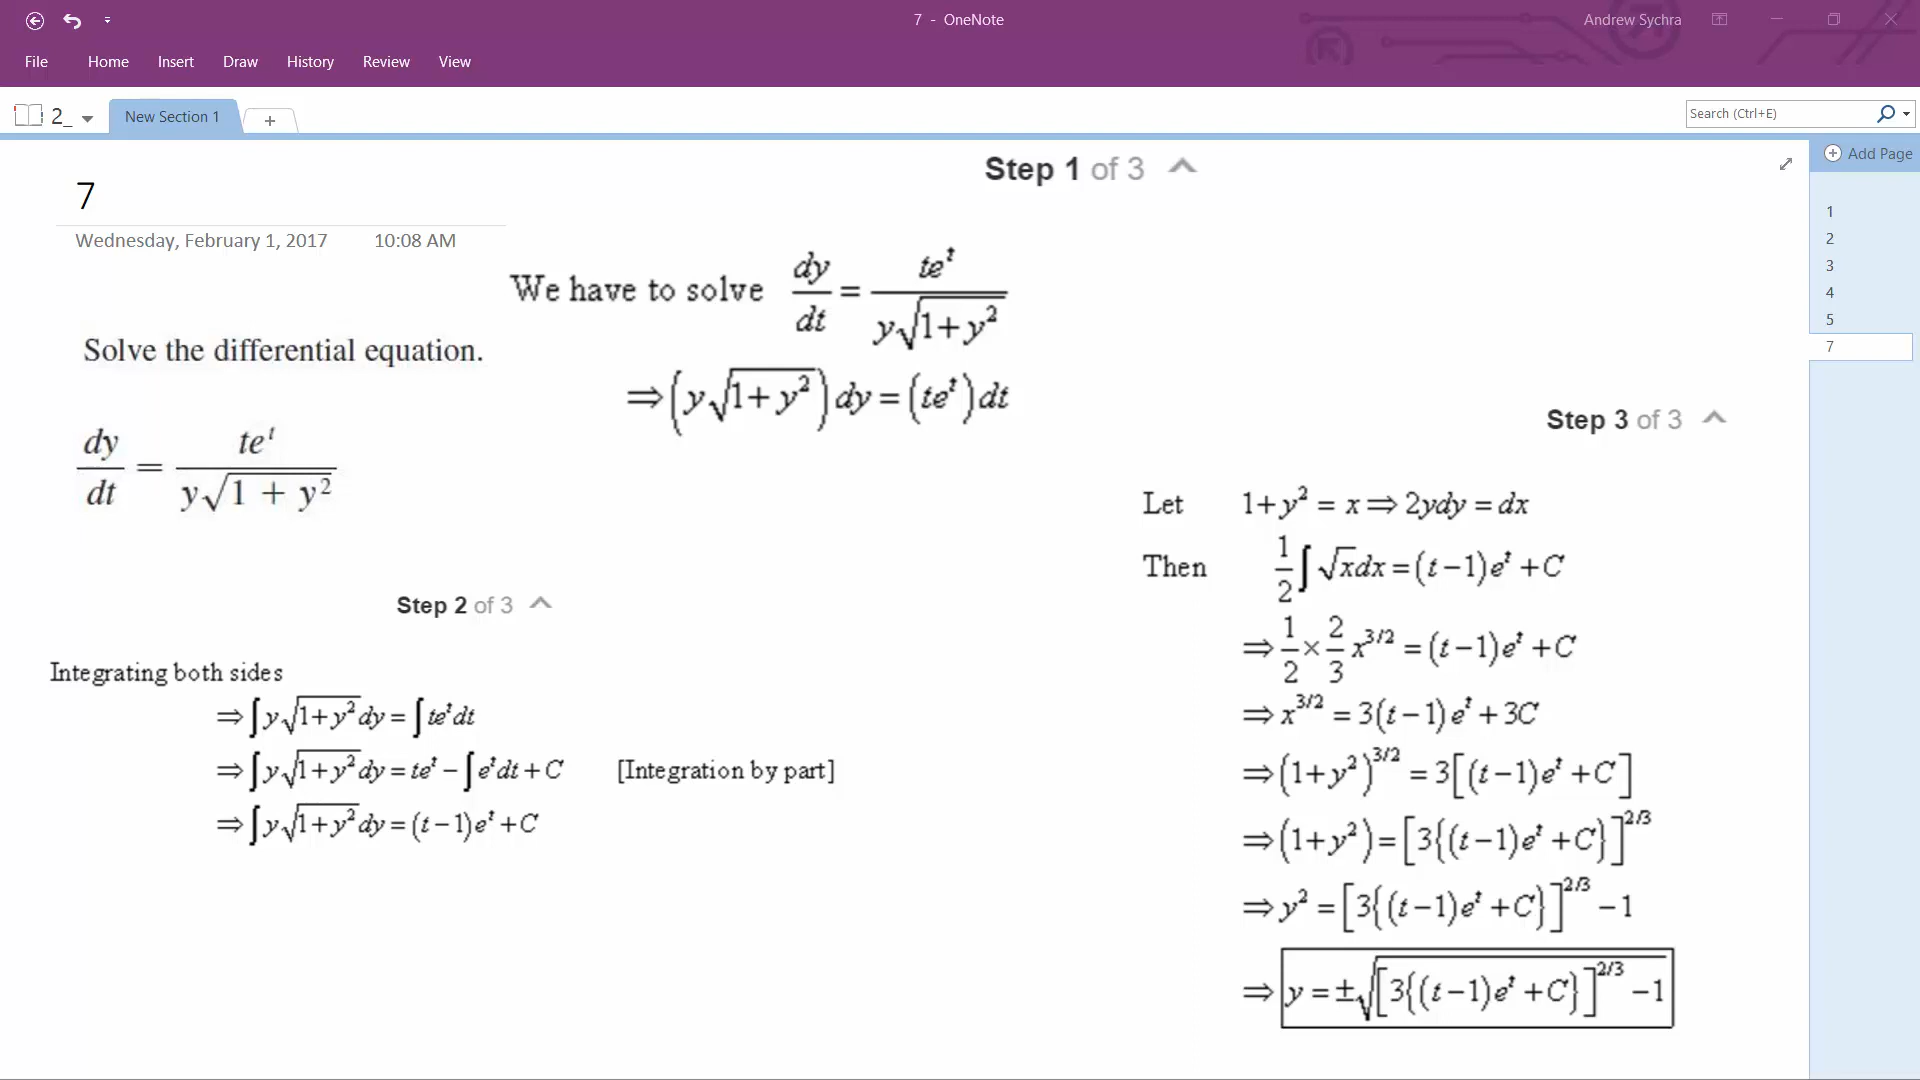 7 - OneNote
Andrew Sychra
File Home Insert Draw History Review View
2_
New Section 1
+
Search (Ctrl+E)
Add Page
1
2
3
4
5
7
7
Wednesday, February 1, 2017 10:08 AM
Solve the differential equation.
dy/dt = te^t / (y√(1 + y²))
Step 1 of 3
We have to solve dy/dt = te^t / (y√(1+y²))
⇒ (y√(1+y²)) dy = (te^t) dt
Step 2 of 3
Integrating both sides
⇒ ∫ y√(1+y²) dy = ∫ te^t dt
⇒ ∫ y√(1+y²) dy = te^t − ∫ e^t dt + C [Integration by part]
⇒ ∫ y√(1+y²) dy = (t−1)e^t + C
Step 3 of 3
Let 1+y² = x ⇒ 2ydy = dx
Then 1/2 ∫ √x dx = (t−1)e^t + C
⇒ 1/2 × 2/3 x^(3/2) = (t−1)e^t + C
⇒ x^(3/2) = 3(t−1)e^t + 3C
⇒ (1+y²)^(3/2) = 3[(t−1)e^t + C]
⇒ (1+y²) = [3{(t−1)e^t + C}]^(2/3)
⇒ y² = [3{(t−1)e^t + C}]^(2/3) − 1
⇒ y = ±√([3{(t−1)e^t + C}]^(2/3) − 1)